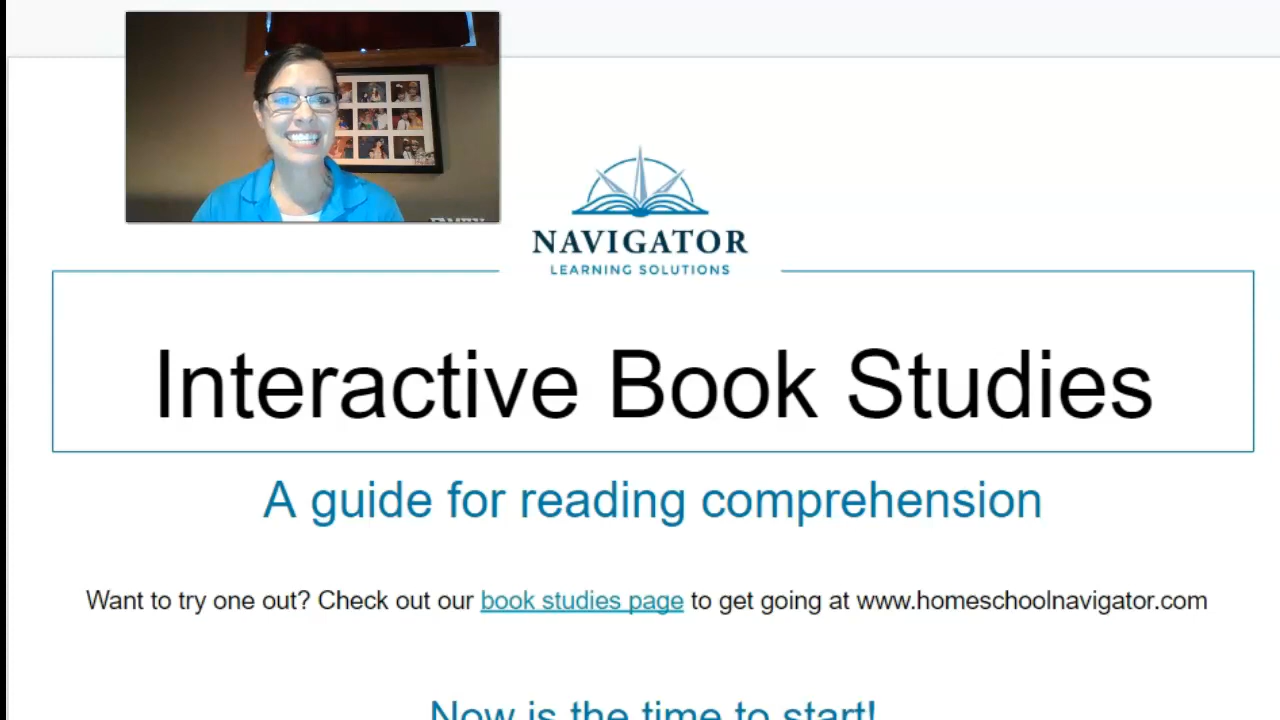 NAVIGATOR
LEARNING SOLUTIONS
Interactive Book Studies
A guide for reading comprehension
Want to try one out? Check out our book studies page to get going at www.homeschoolnavigator.com
Now is the time to start!